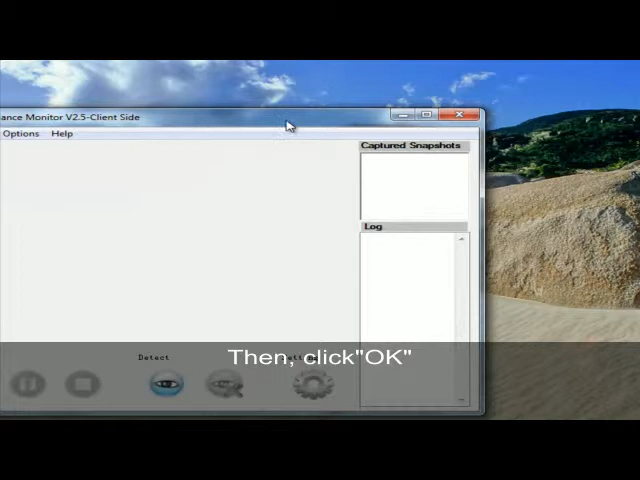 ance Monitor V2.5-Client Side
Options Help
Captured Snapshots
Log
Detect
Then, click"OK"